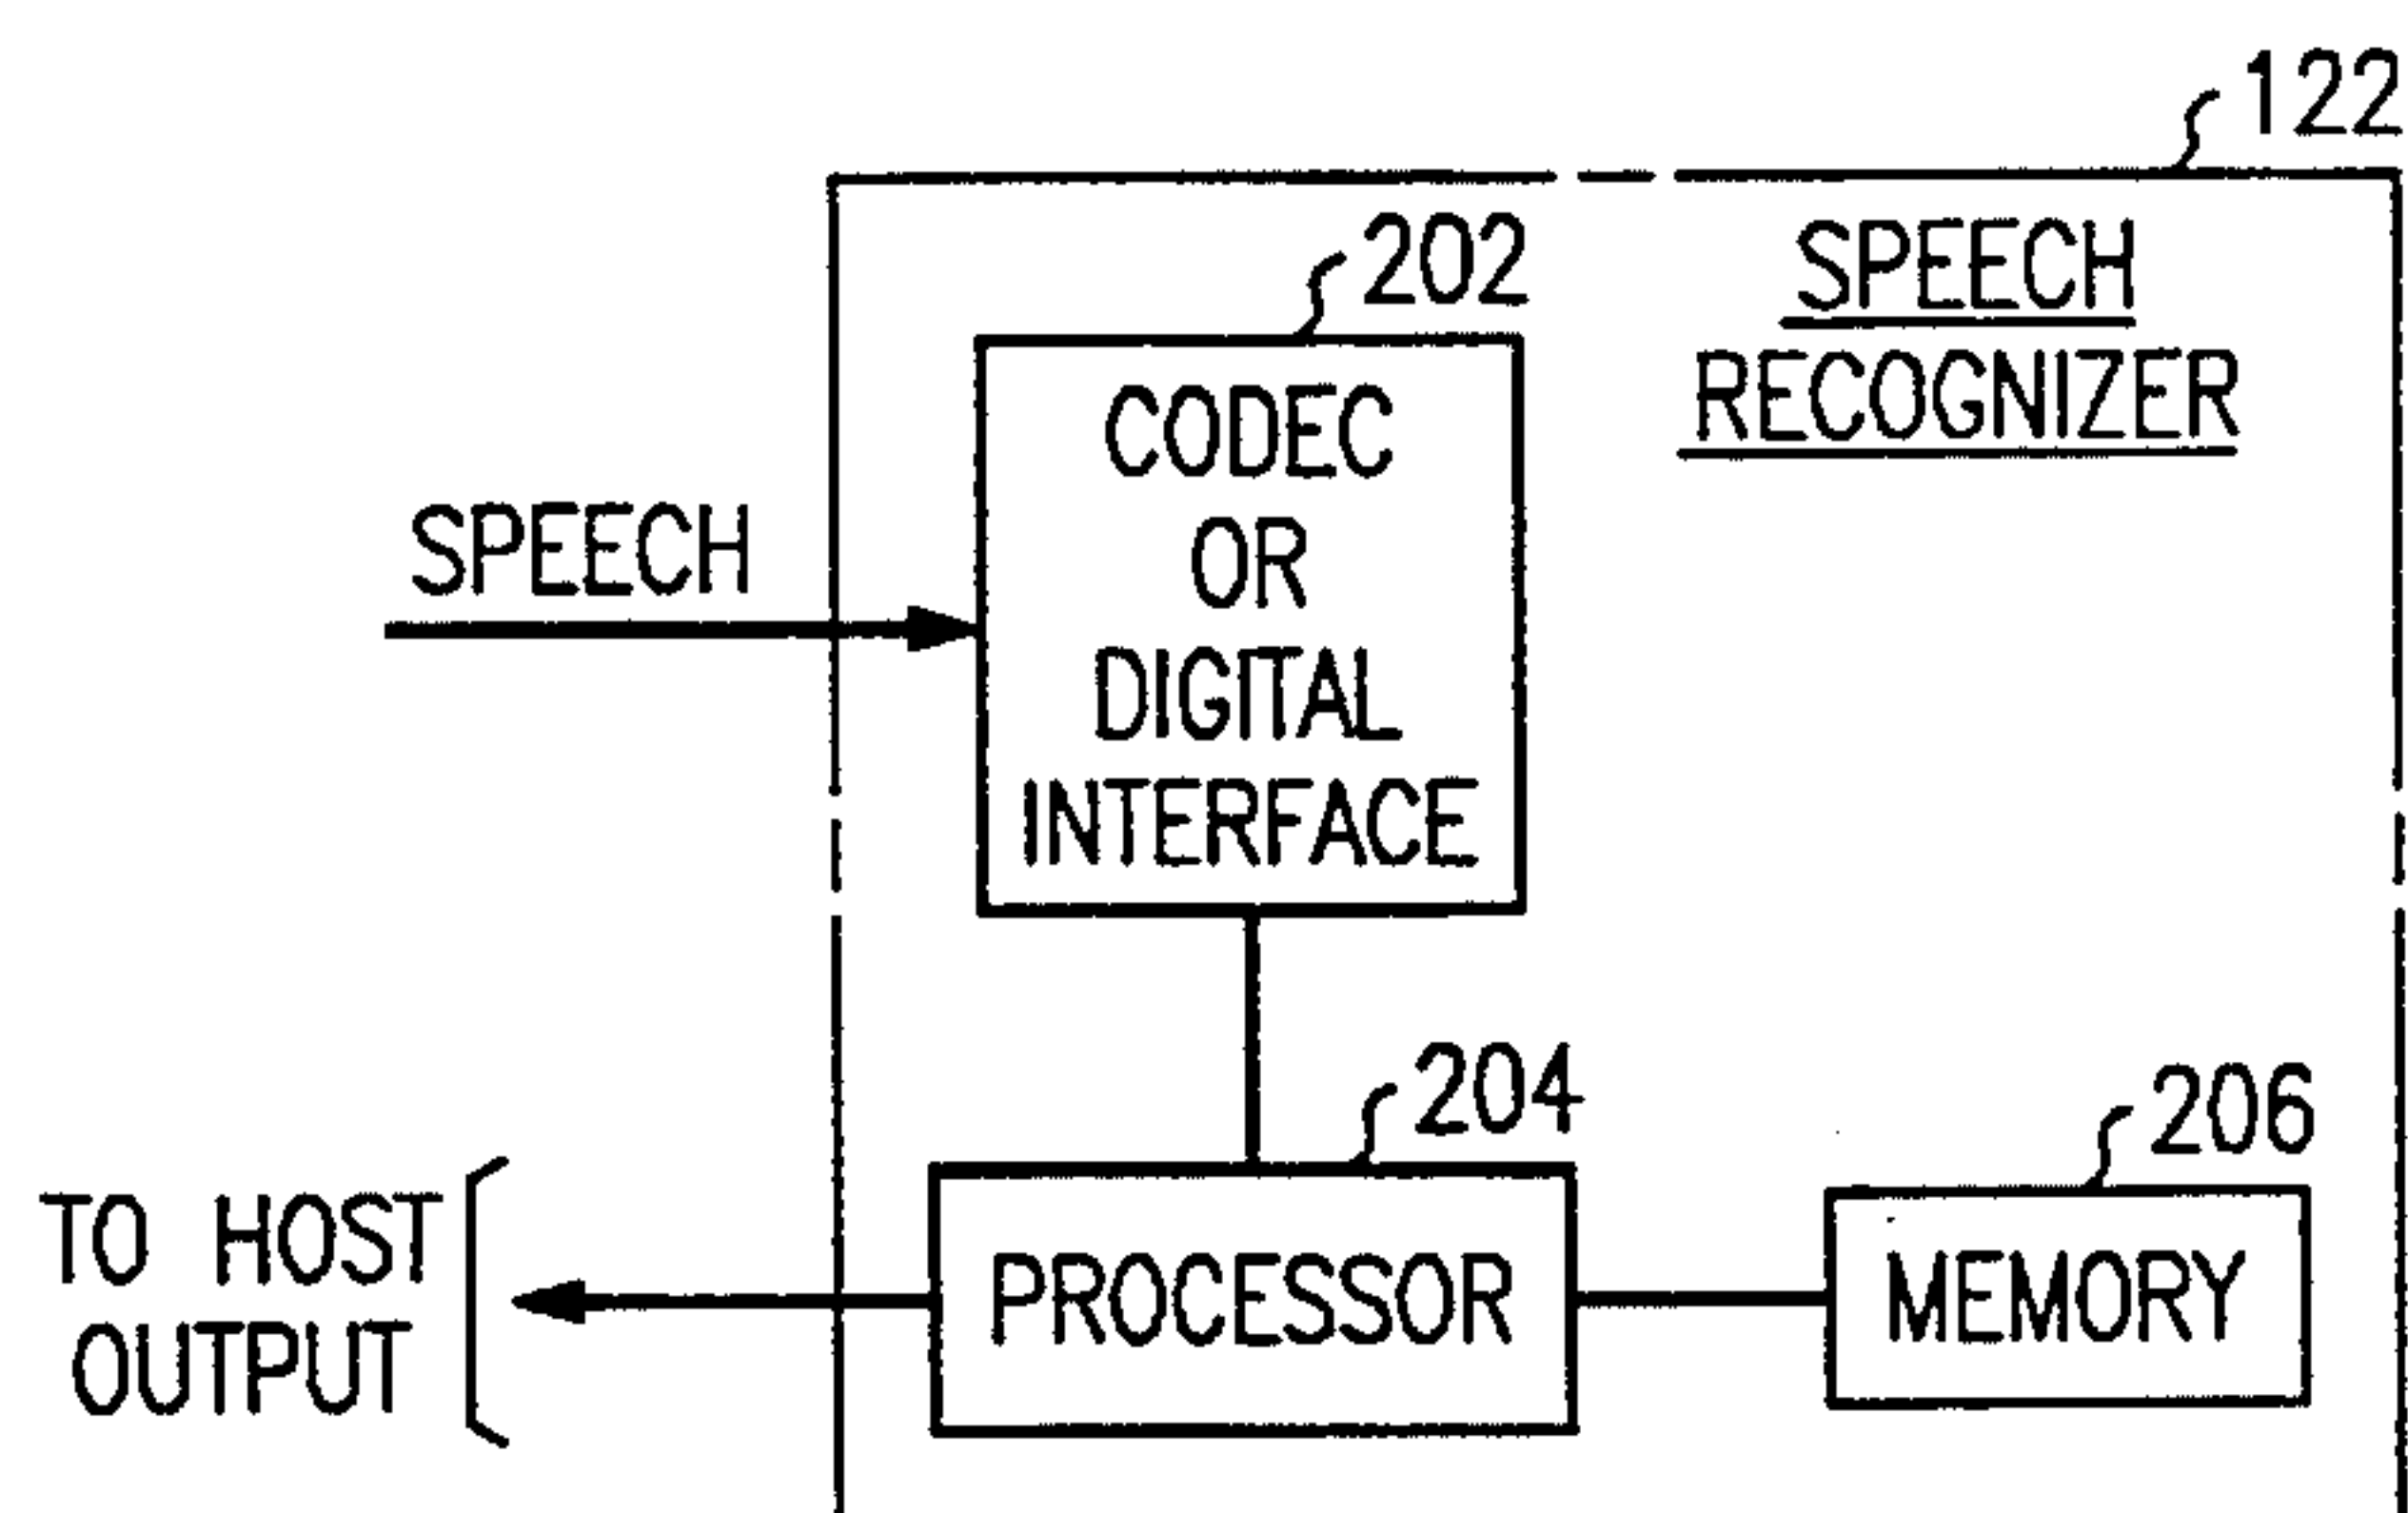 122
202
SPEECH
RECOGNIZER
CODEC
OR
DIGITAL
INTERFACE
SPEECH
204
206
TO HOST
OUTPUT
PROCESSOR
MEMORY